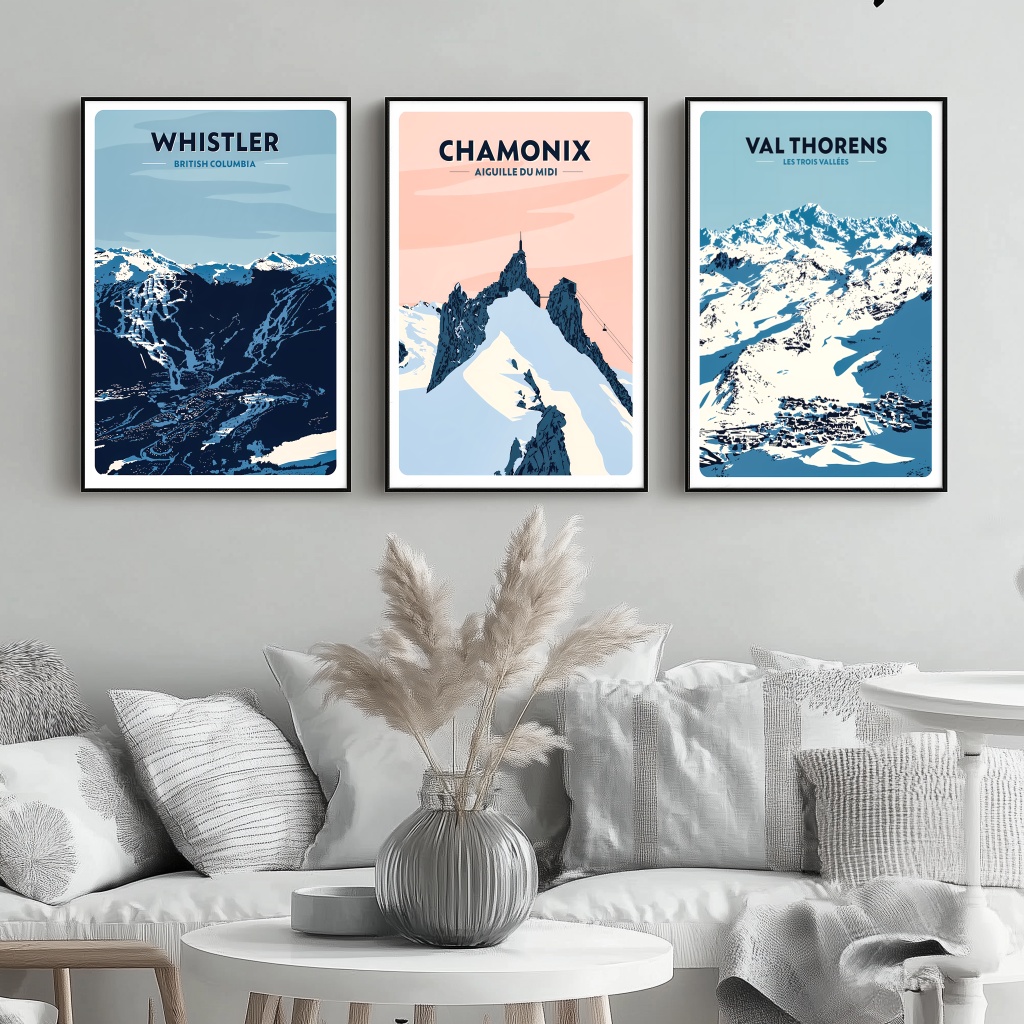 WHISTLER
BRITISH COLUMBIA
CHAMONIX
AIGUILLE DU MIDI
VAL THORENS
LES TROIS VALLÉES